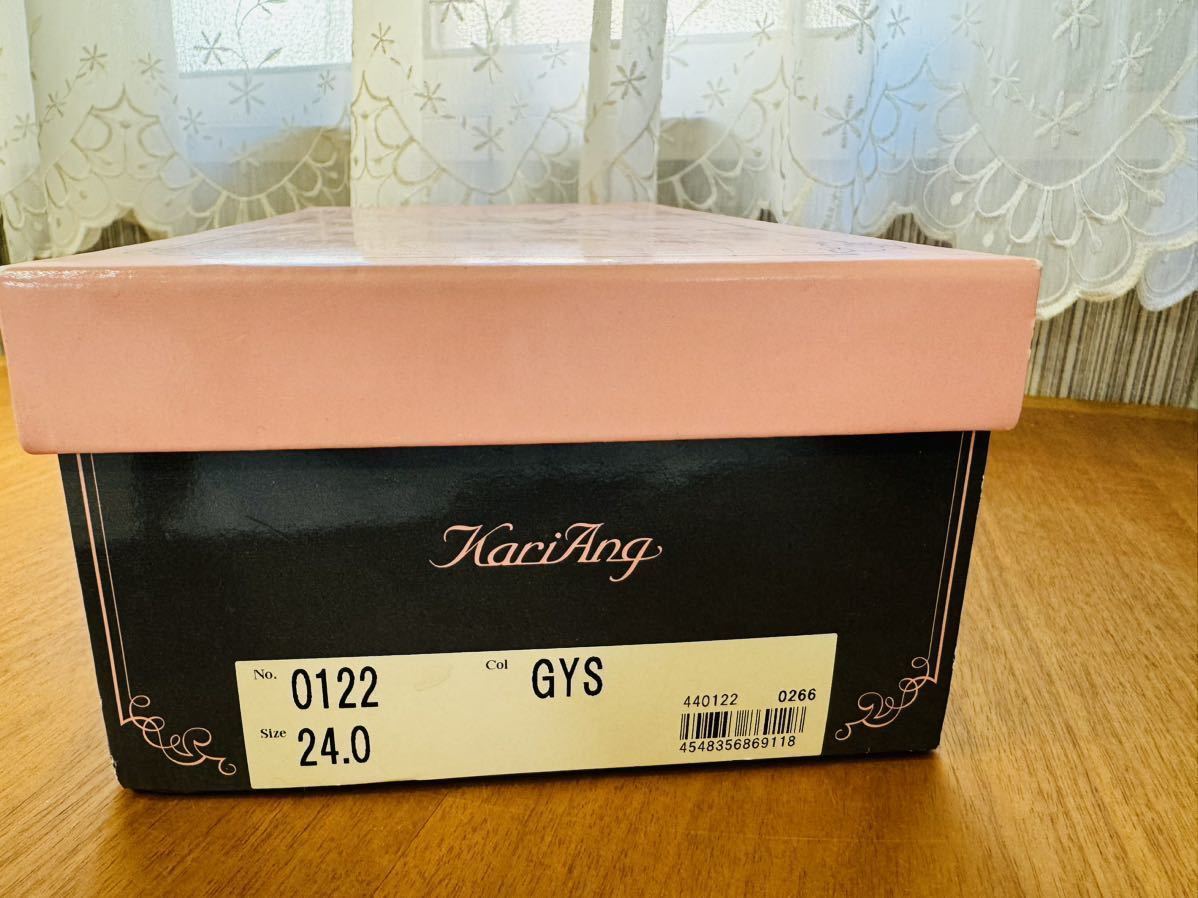 KariAng
No. 0122 Col GYS
Size 24.0
440122 0266
4548356869118